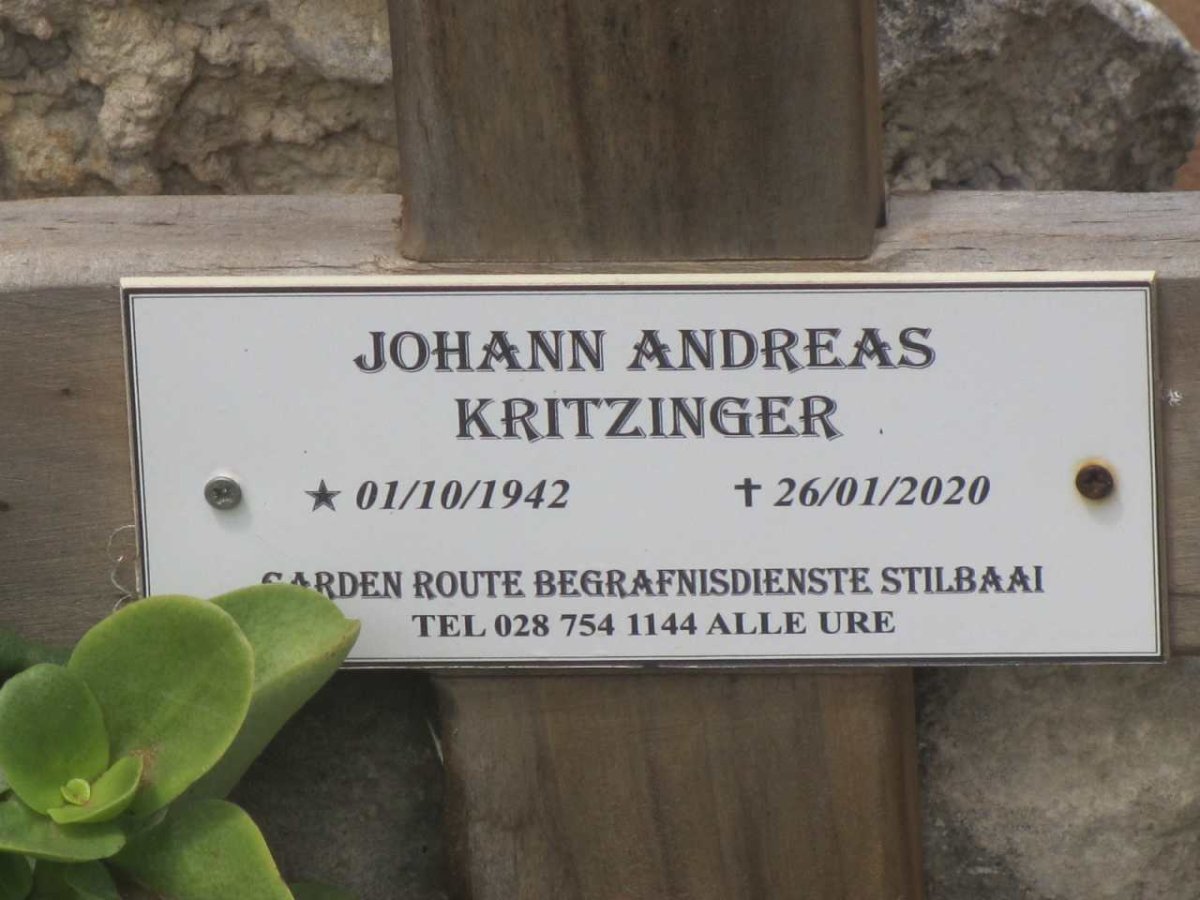 JOHANN ANDREAS
KRITZINGER
★ 01/10/1942 ✝ 26/01/2020
GARDEN ROUTE BEGRAFNISDIENSTE STILBAAI
TEL 028 754 1144 ALLE URE